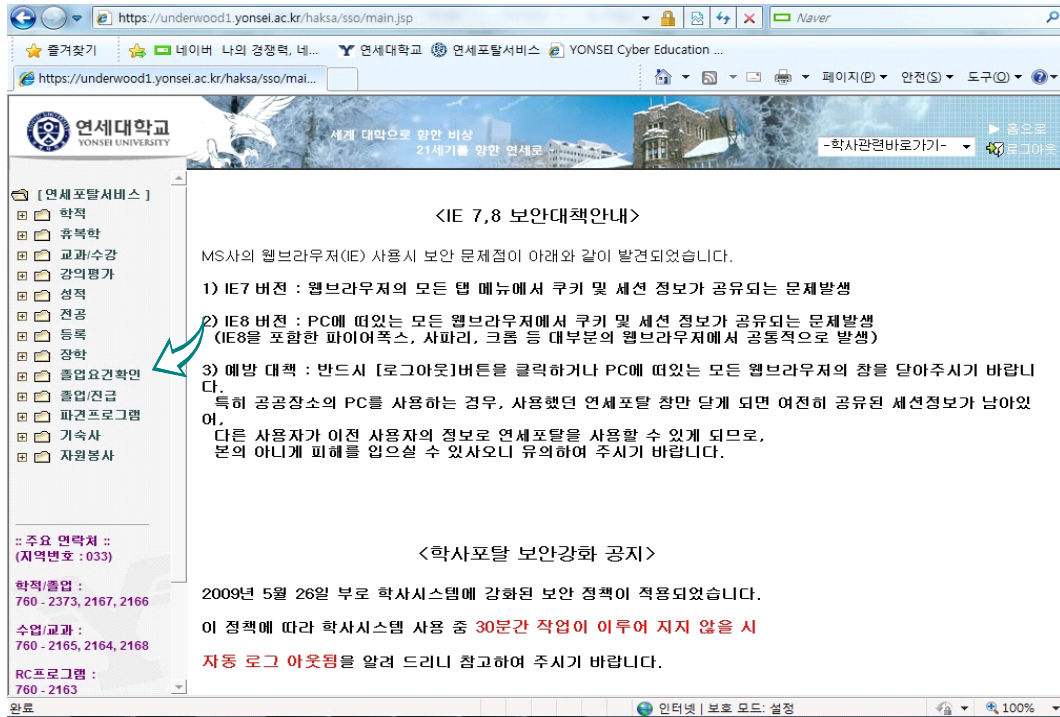 https://underwood1.yonsei.ac.kr/haksa/sso/main.jsp
Naver
즐겨찾기
네이버 나의 경쟁력, 네...
연세대학교
연세포탈서비스
YONSEI Cyber Education ...
https://underwood1.yonsei.ac.kr/haksa/sso/mai...
페이지(P)
안전(S)
도구(O)
연세대학교
YONSEI UNIVERSITY
세계 대학으로 향한 비상
21세기를 향한 연세로
-학사관련바로가기-
홈으로
로그아웃
[연세포탈서비스 ]
학적
휴복학
교과/수강
강의평가
성적
전공
등록
장학
졸업요건확인
졸업/진급
파견프로그램
기숙사
자원봉사
:: 주요 연락처 ::
(지역번호 : 033)
학적/졸업 :
760 - 2373, 2167, 2166
수업/교과 :
760 - 2165, 2164, 2168
RC프로그램 :
760 - 2163
<IE 7,8 보안대책안내>
MS사의 웹브라우저(IE) 사용시 보안 문제점이 아래와 같이 발견되었습니다.
1) IE7 버전 : 웹브라우저의 모든 탭 메뉴에서 쿠키 및 세션 정보가 공유되는 문제발생
2) IE8 버전 : PC에 떠있는 모든 웹브라우저에서 쿠키 및 세션 정보가 공유되는 문제발생
(IE8을 포함한 파이어폭스, 사파리, 크롬 등 대부분의 웹브라우저에서 공통적으로 발생)
3) 예방 대책 : 반드시 [로그아웃]버튼을 클릭하거나 PC에 떠있는 모든 웹브라우저의 창을 닫아주시기 바랍니
다.
특히 공공장소의 PC를 사용하는 경우, 사용했던 연세포탈 창만 닫게 되면 여전히 공유된 세션정보가 남아있
어,
다른 사용자가 이전 사용자의 정보로 연세포탈을 사용할 수 있게 되므로,
본의 아니게 피해를 입으실 수 있사오니 유의하여 주시기 바랍니다.
<학사포탈 보안강화 공지>
2009년 5월 26일 부로 학사시스템에 강화된 보안 정책이 적용되었습니다.
이 정책에 따라 학사시스템 사용 중 30분간 작업이 이루어 지지 않을 시
자동 로그 아웃됨을 알려 드리니 참고하여 주시기 바랍니다.
완료
인터넷 | 보호 모드: 설정
100%